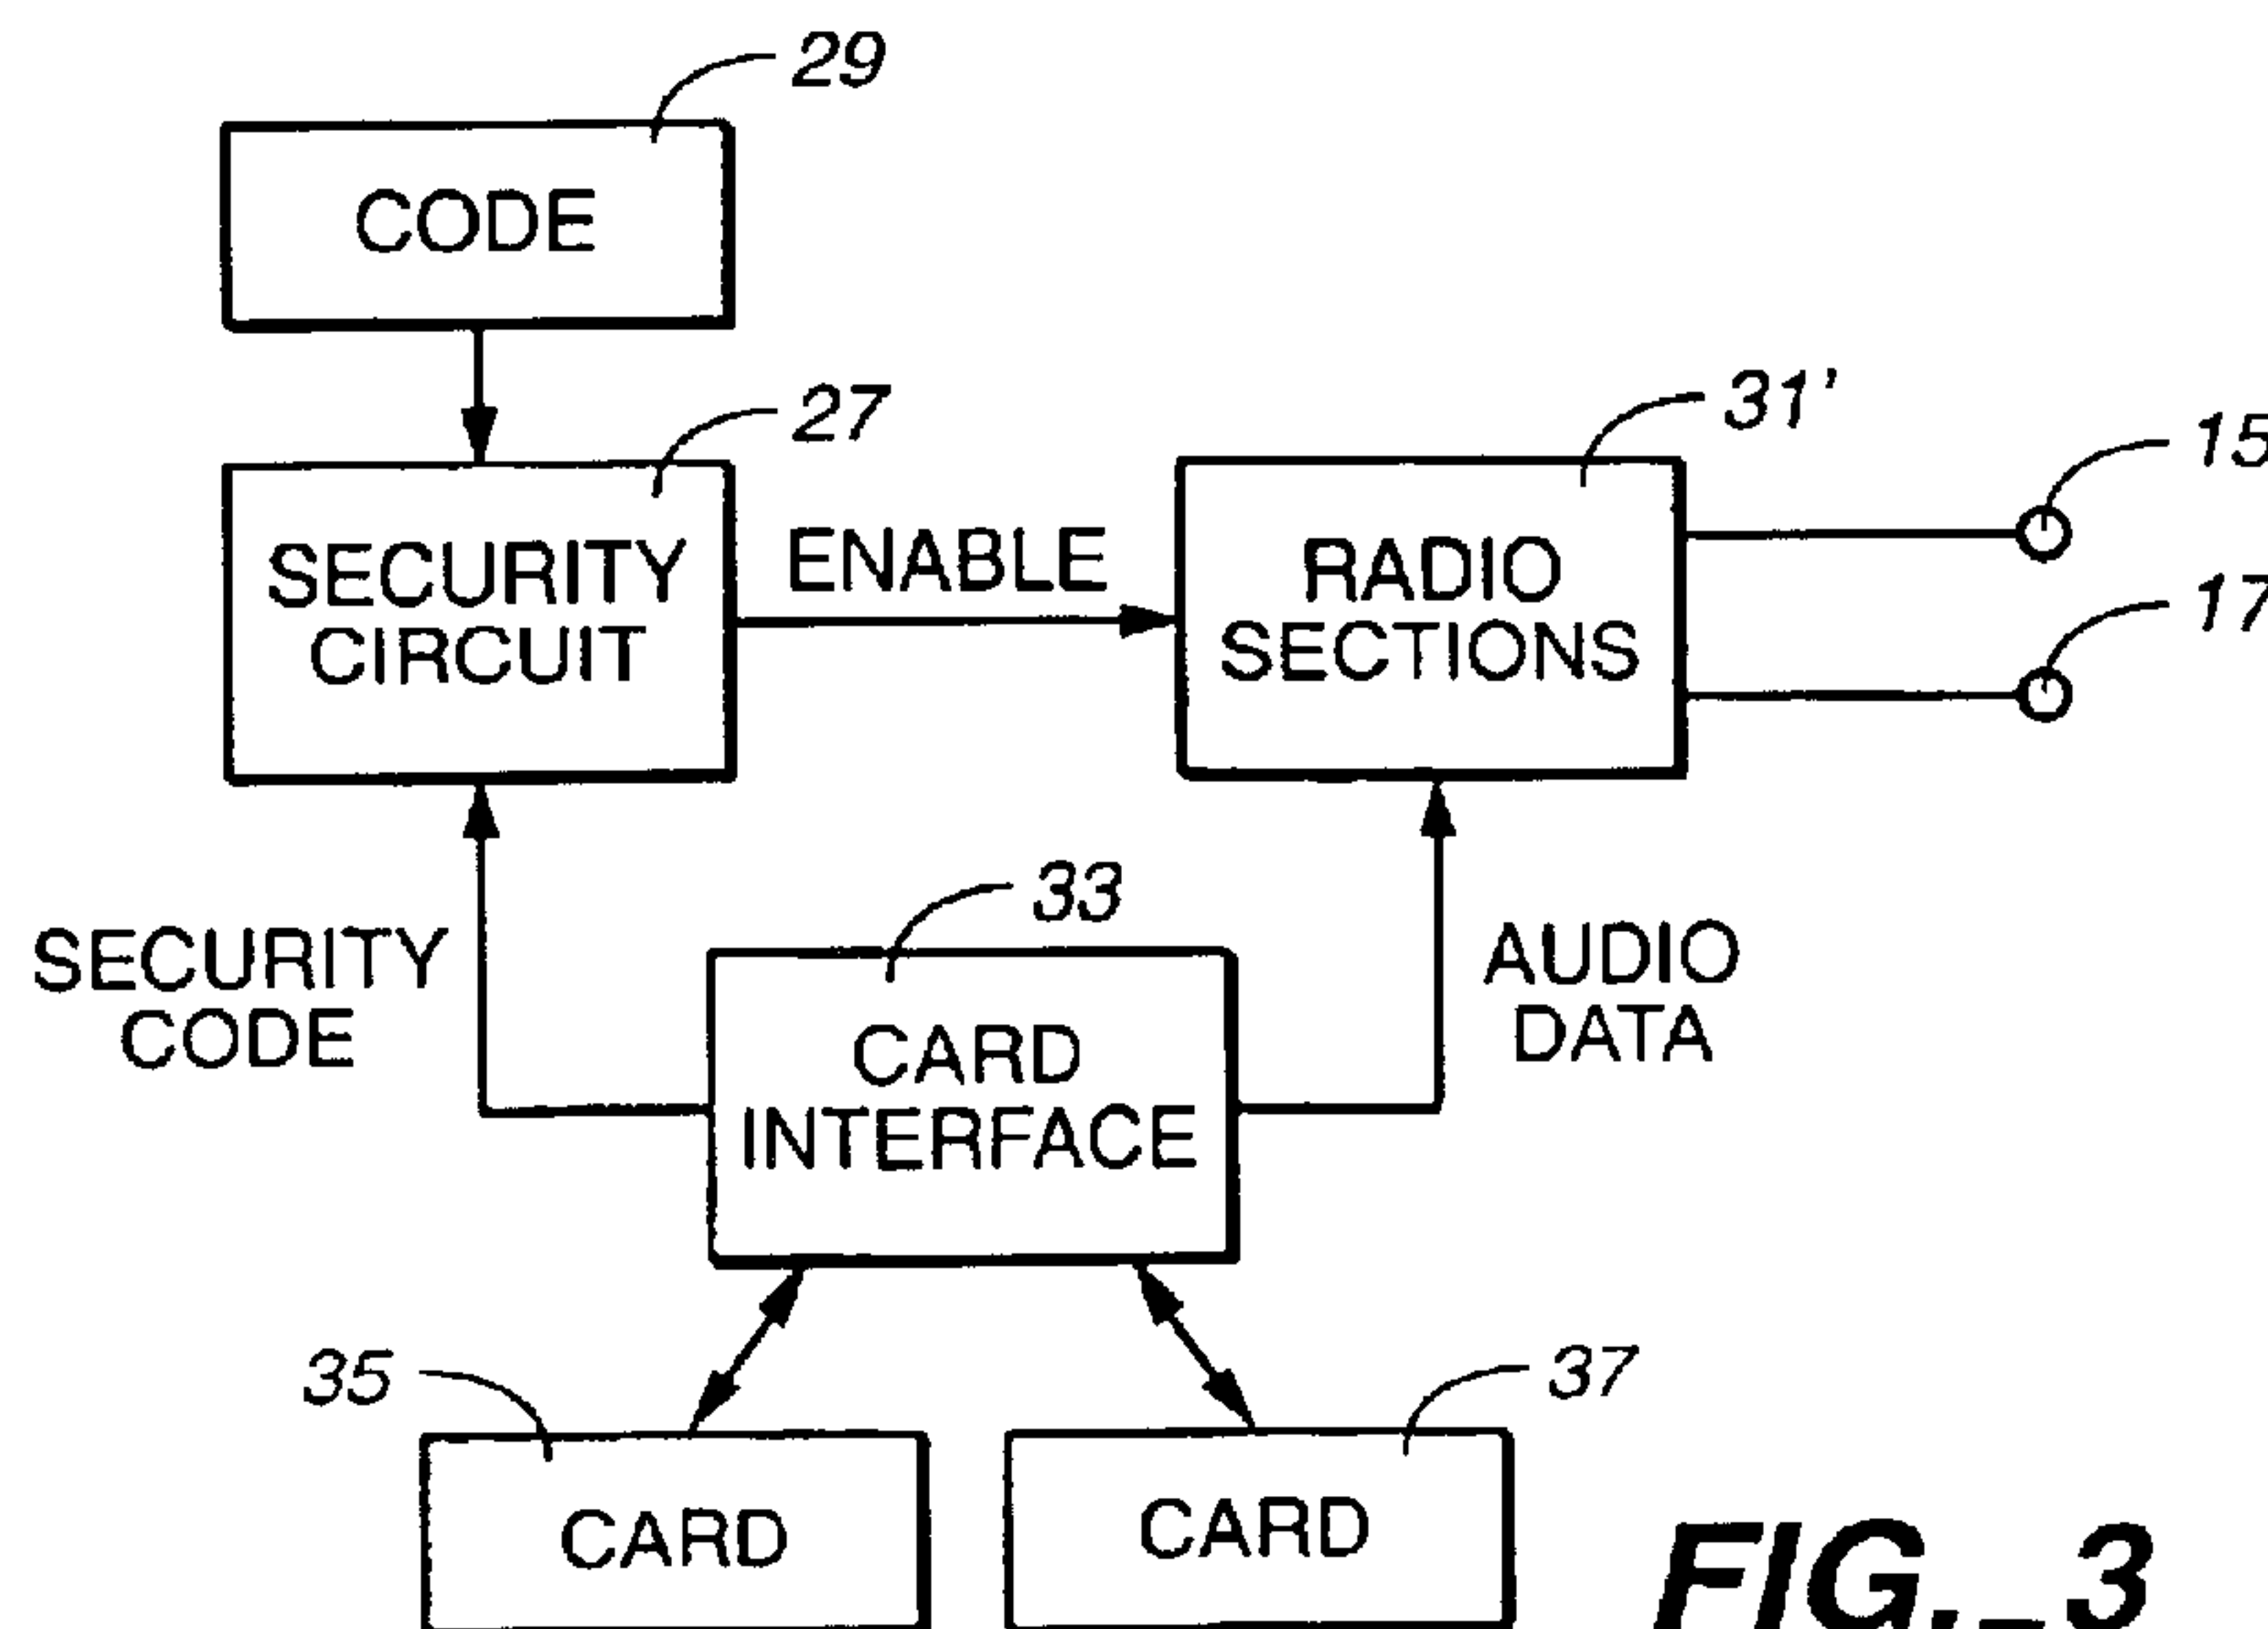 29
CODE
27
31'
15
SECURITY
CIRCUIT
ENABLE
RADIO
SECTIONS
17
33
SECURITY
CODE
CARD
INTERFACE
AUDIO
DATA
35
37
CARD
CARD
FIG._3